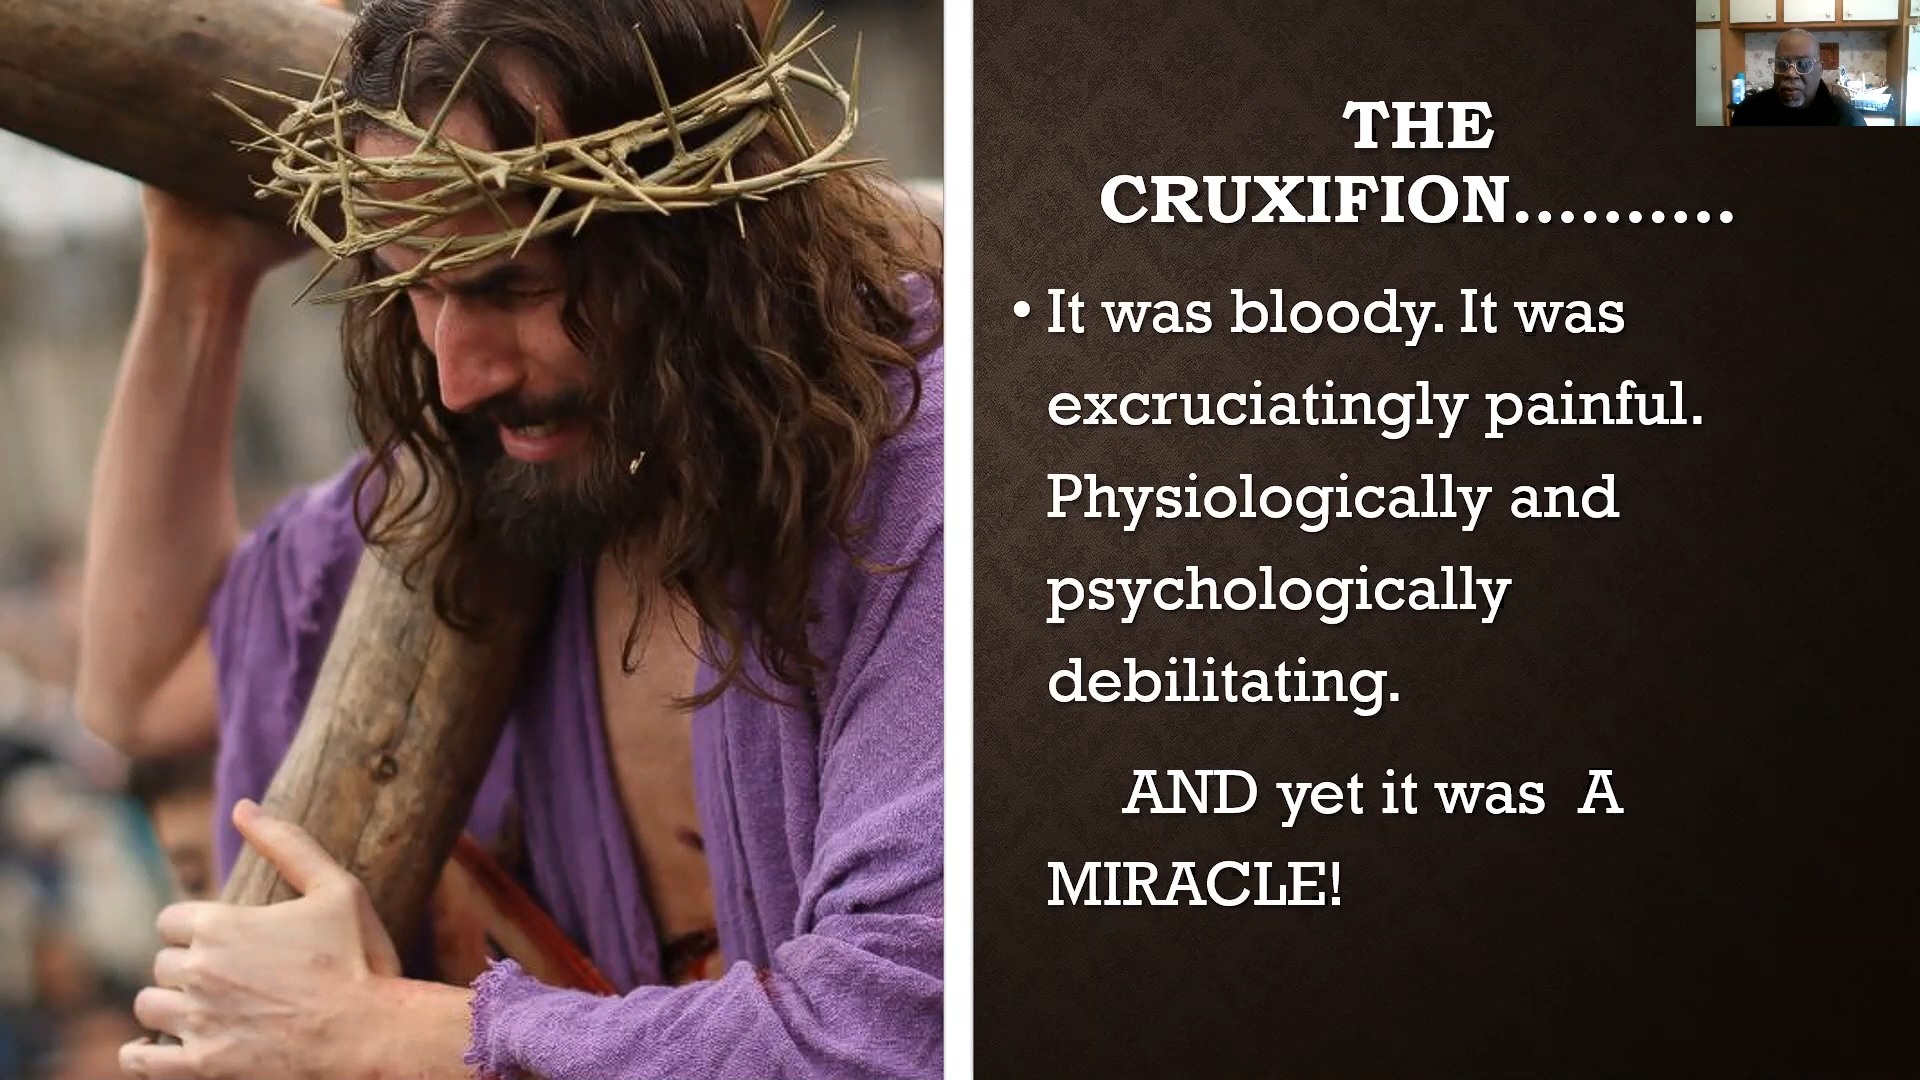 THE
CRUXIFION..........
• It was bloody. It was
excruciatingly painful.
Physiologically and
psychologically
debilitating.
AND yet it was  A
MIRACLE!